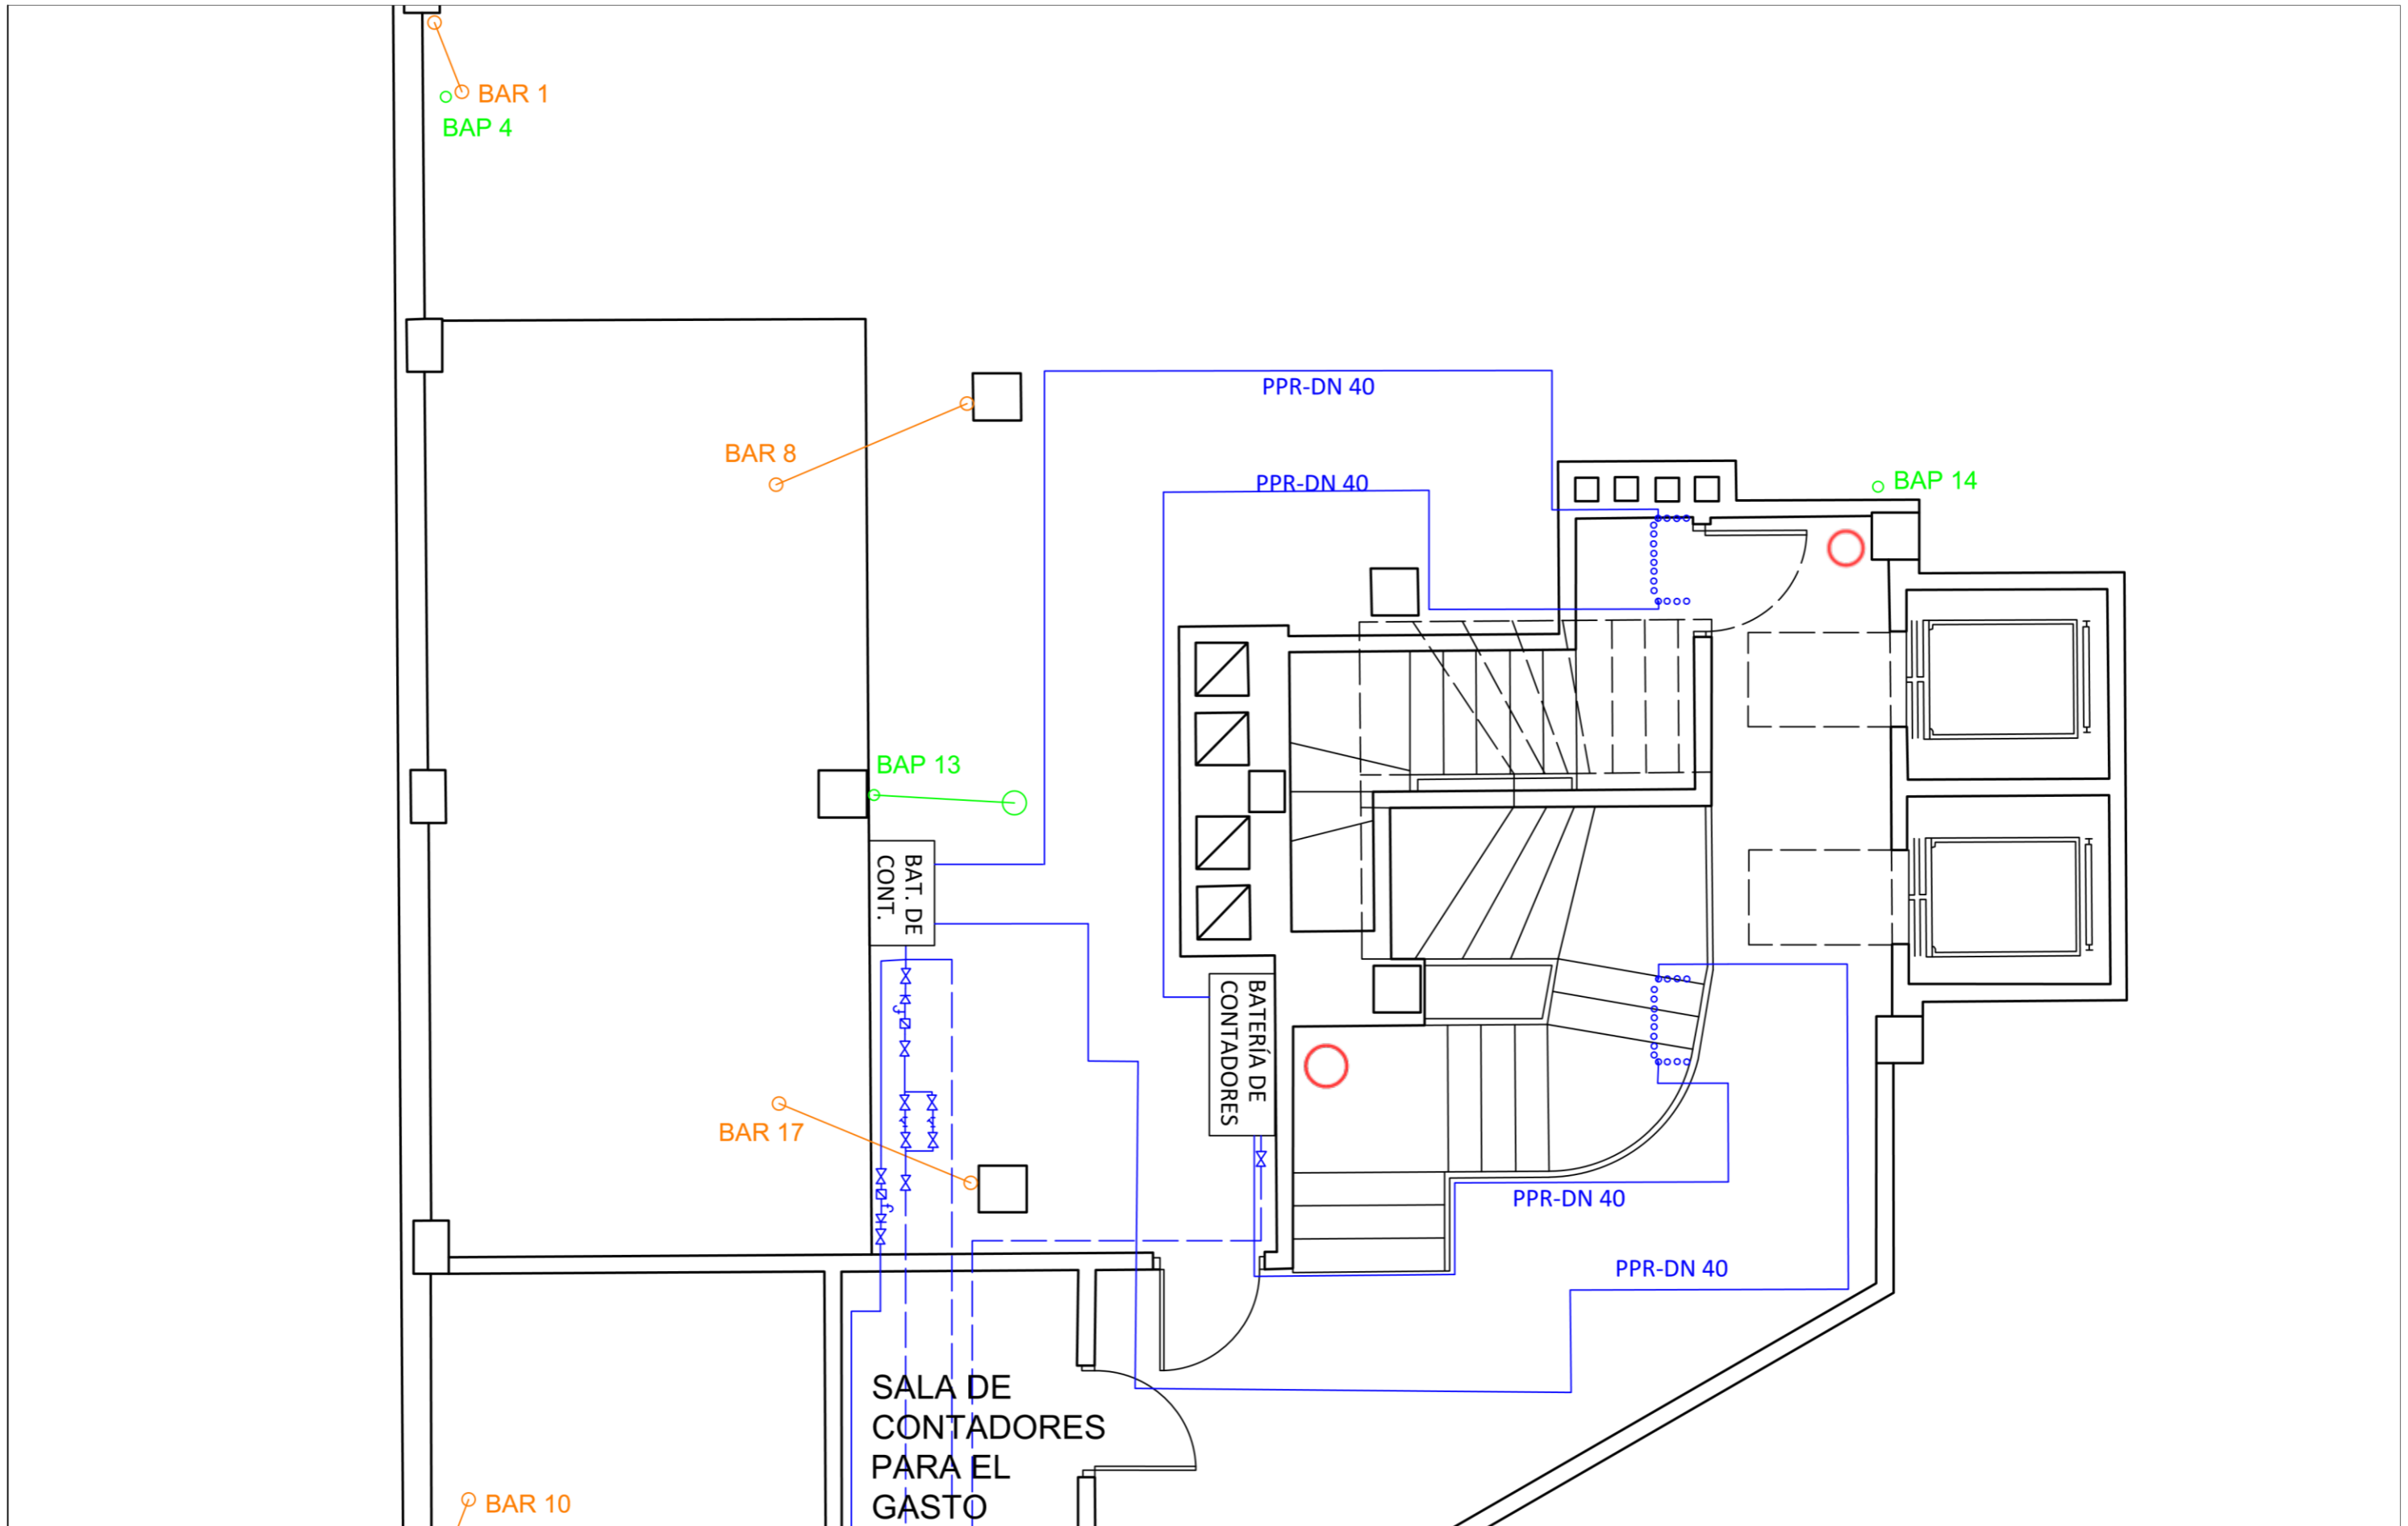 BAR 1
BAP 4
PPR-DN 40
BAR 8
PPR-DN 40
BAP 14
BAP 13
BAT. DE
CONT.
BATERÍA DE
CONTADORES
BAR 17
PPR-DN 40
PPR-DN 40
SALA DE
CONTADORES
PARA EL
GASTO
BAR 10